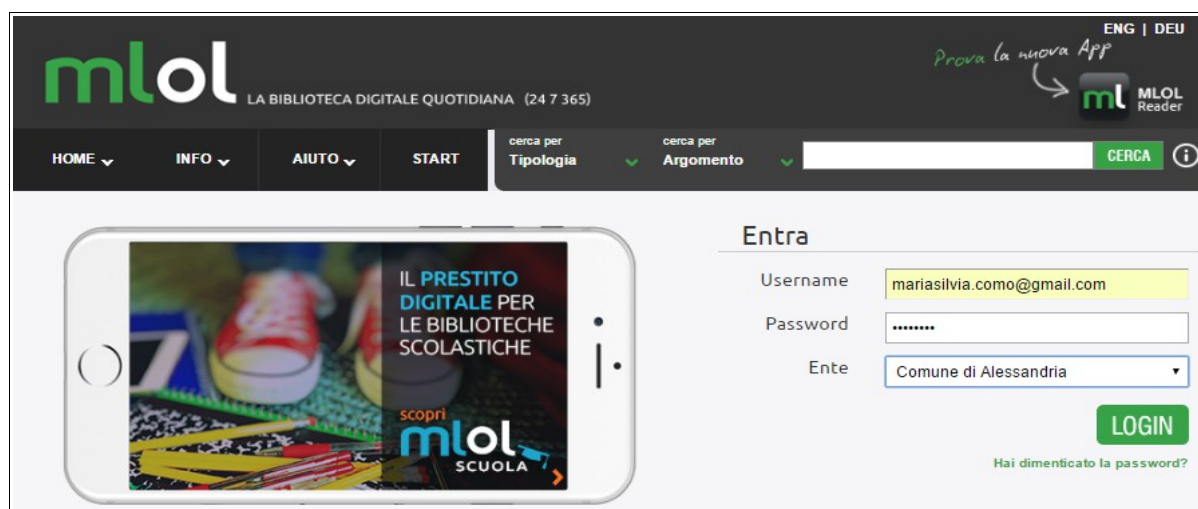 ENG | DEU
Prova la nuova App
mlol LA BIBLIOTECA DIGITALE QUOTIDIANA (24 7 365)
ml MLOL
Reader
HOME INFO AIUTO START
cerca per
Tipologia
cerca per
Argomento
CERCA
IL PRESTITO
DIGITALE PER
LE BIBLIOTECHE
SCOLASTICHE
scopri
mlol
SCUOLA
Entra
Username mariasilvia.como@gmail.com
Password ••••••••
Ente Comune di Alessandria
LOGIN
Hai dimenticato la password?